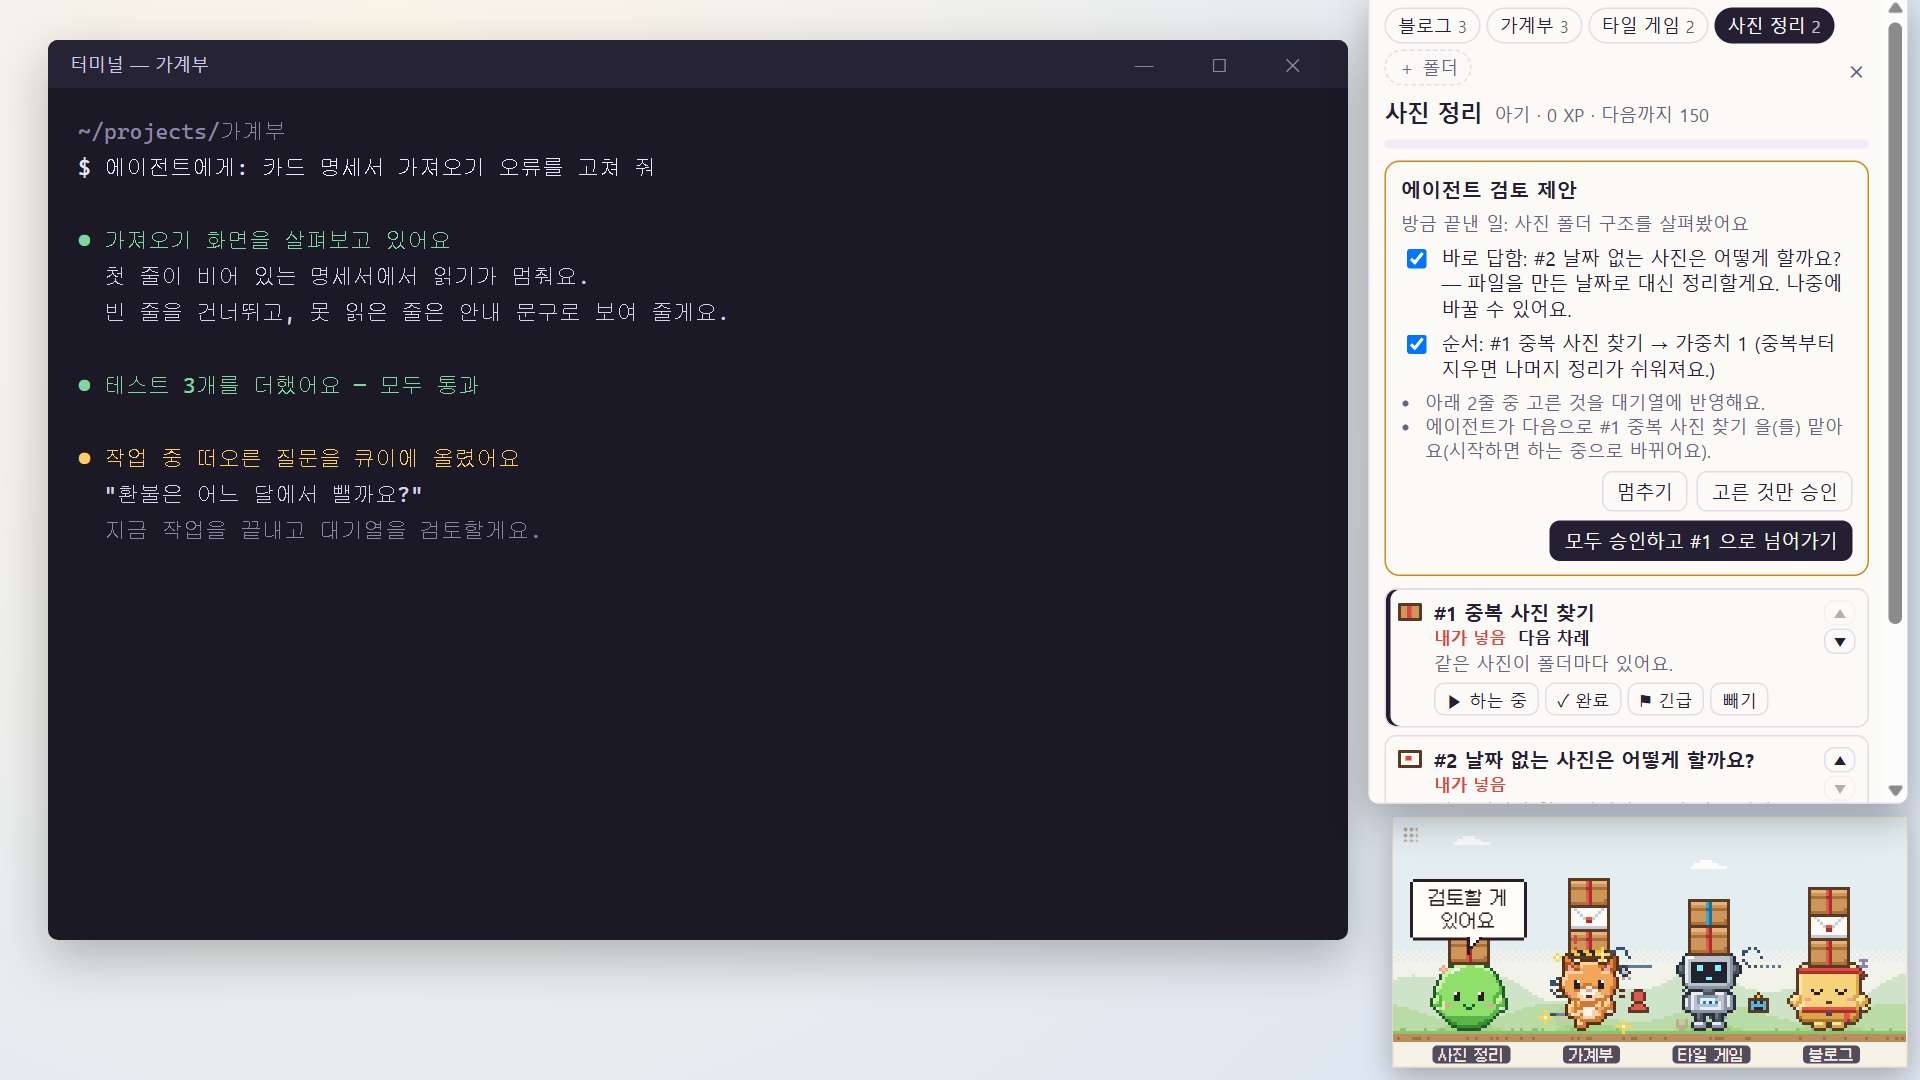 터미널 — 가계부
~/projects/가계부
$ 에이전트에게: 카드 명세서 가져오기 오류를 고쳐 줘
● 가져오기 화면을 살펴보고 있어요
첫 줄이 비어 있는 명세서에서 읽기가 멈춰요.
빈 줄을 건너뛰고, 못 읽은 줄은 안내 문구로 보여 줄게요.
● 테스트 3개를 더했어요 — 모두 통과
● 작업 중 떠오른 질문을 큐이에 올렸어요
"환불은 어느 달에서 뺄까요?"
지금 작업을 끝내고 대기열을 검토할게요.
블로그 3
가계부 3
타일 게임 2
사진 정리 2
+ 폴더
×
사진 정리 아기 · 0 XP · 다음까지 150
에이전트 검토 제안
방금 끝낸 일: 사진 폴더 구조를 살펴봤어요
바로 답함: #2 날짜 없는 사진은 어떻게 할까요?
— 파일을 만든 날짜로 대신 정리할게요. 나중에
바꿀 수 있어요.
순서: #1 중복 사진 찾기 → 가중치 1 (중복부터
지우면 나머지 정리가 쉬워져요.)
• 아래 2줄 중 고른 것을 대기열에 반영해요.
• 에이전트가 다음으로 #1 중복 사진 찾기 을(를) 맡아
요(시작하면 하는 중으로 바뀌어요).
멈추기
고른 것만 승인
모두 승인하고 #1 으로 넘어가기
#1 중복 사진 찾기
내가 넣음 다음 차례
같은 사진이 폴더마다 있어요.
▶ 하는 중
✓ 완료
⚑ 긴급
빼기
#2 날짜 없는 사진은 어떻게 할까요?
내가 넣음
검토할 게
있어요
사진 정리
가계부
타일 게임
블로그